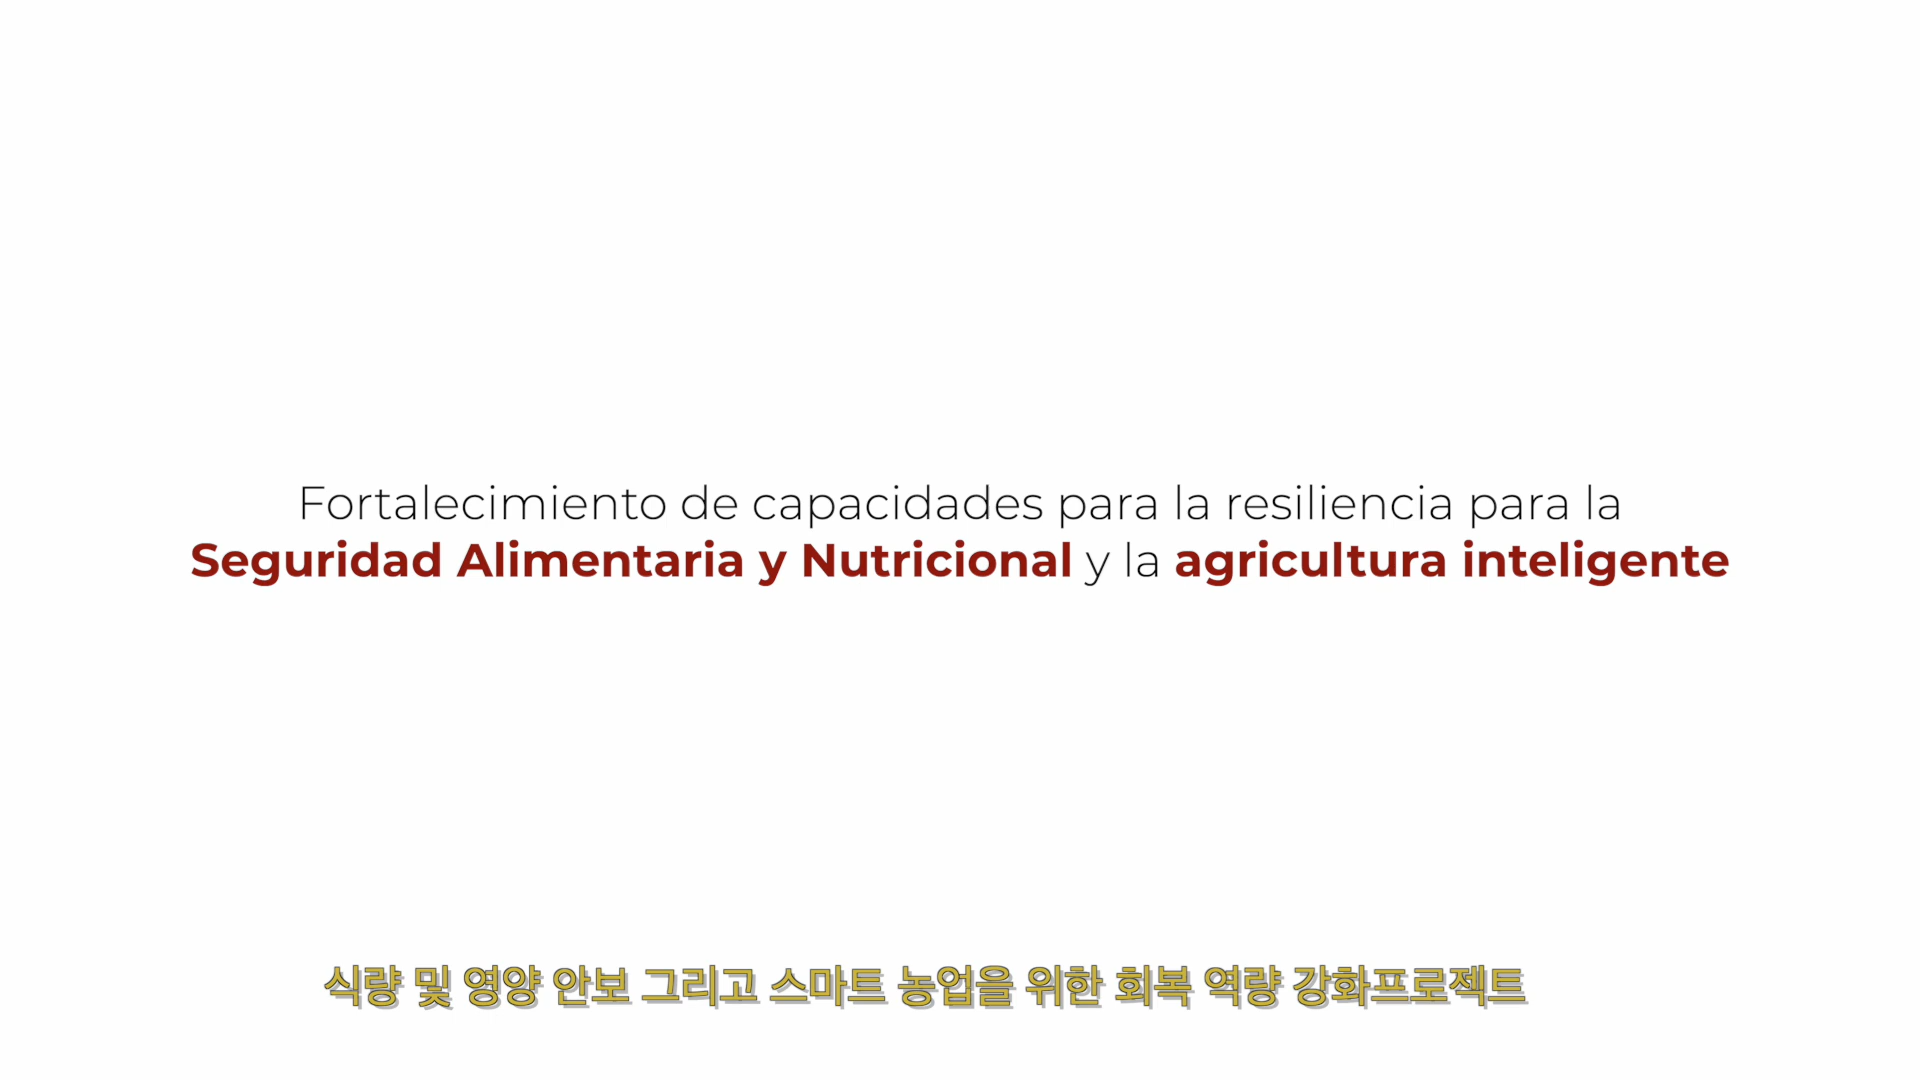 Fortalecimiento de capacidades para la resiliencia para la
Seguridad Alimentaria y Nutricional y la agricultura inteligente
식량 및 영양 안보 그리고 스마트 농업을 위한 회복 역량 강화프로젝트